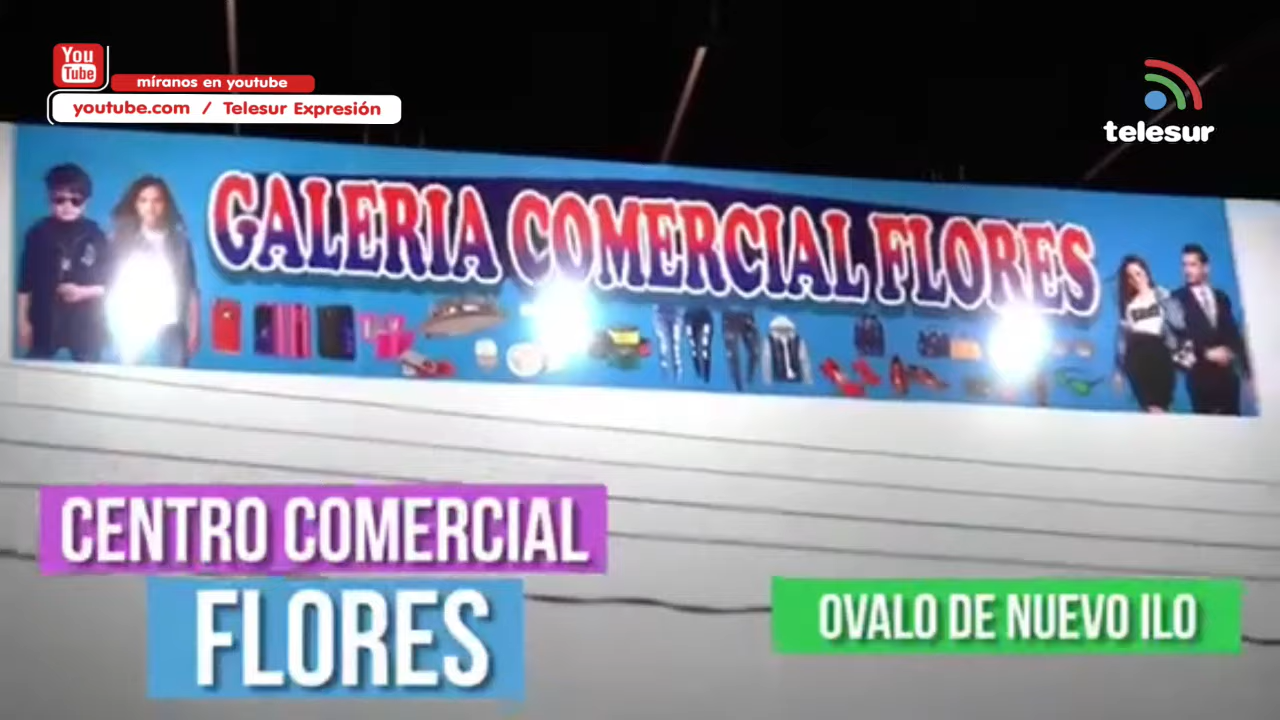 You
Tube
míranos en youtube
youtube.com / Telesur Expresión
telesur
GALERIA COMERCIAL FLORES
CENTRO COMERCIAL
FLORES
OVALO DE NUEVO ILO